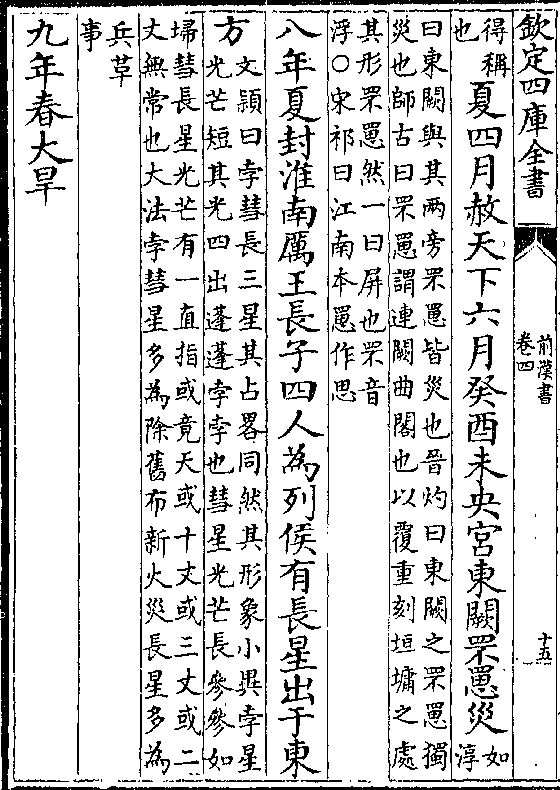 欽定四庫全書
前漢書
卷四
十五
得稱
也
夏四月赦天下六月癸酉未央宮東闕罘罳災
如
淳
曰東闕與其兩旁罘罳皆災也晉灼曰東闕之罘罳獨
災也師古曰罘罳謂連闕曲閣也以覆重刻垣墉之處
其形罘罳然一曰屏也罘音
浮○宋祁曰江南本罳作思
八年夏封淮南厲王長子四人為列侯有長星出于東
方
文穎曰孛彗長三星其占畧同然其形象小異孛星
光芒短其光四出蓬蓬孛孛也彗星光芒長參參如
埽彗長星光芒有一直指或竟天或十丈或三丈或二
丈無常也大法孛彗星多為除舊布新火災長星多為
兵革
事
九年春大旱